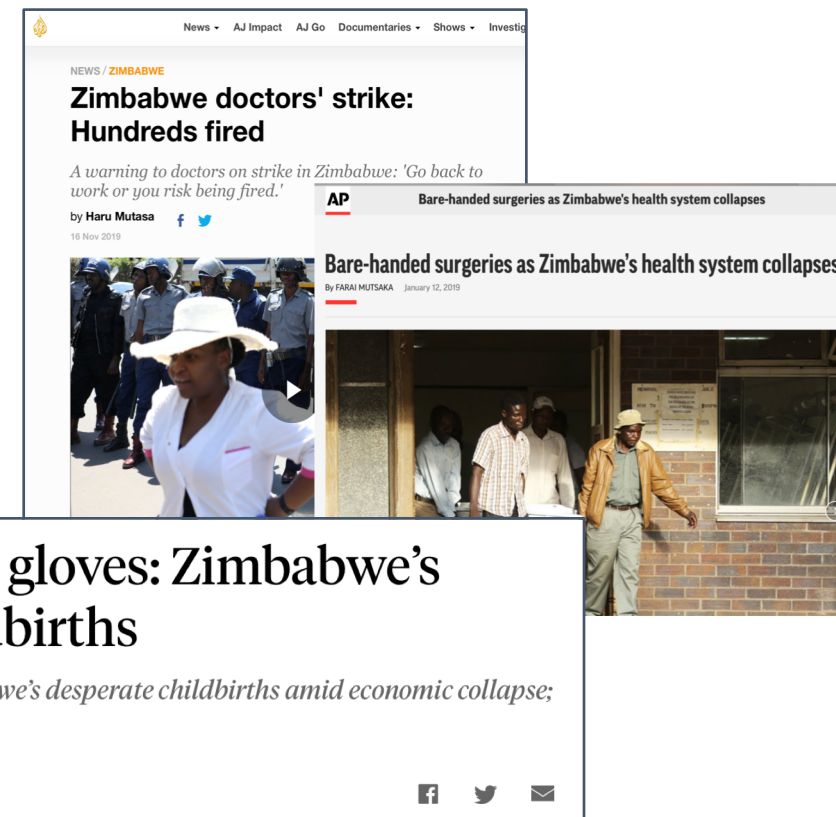 News AJ Impact AJ Go Documentaries Shows Investig
NEWS / ZIMBABWE
Zimbabwe doctors' strike:
Hundreds fired
A warning to doctors on strike in Zimbabwe: 'Go back to
work or you risk being fired.'
by Haru Mutasa
16 Nov 2019
AP Bare-handed surgeries as Zimbabwe's health system collapses
Bare-handed surgeries as Zimbabwe's health system collapses
By FARAI MUTSAKA January 12, 2019
gloves: Zimbabwe's
births
we's desperate childbirths amid economic collapse;